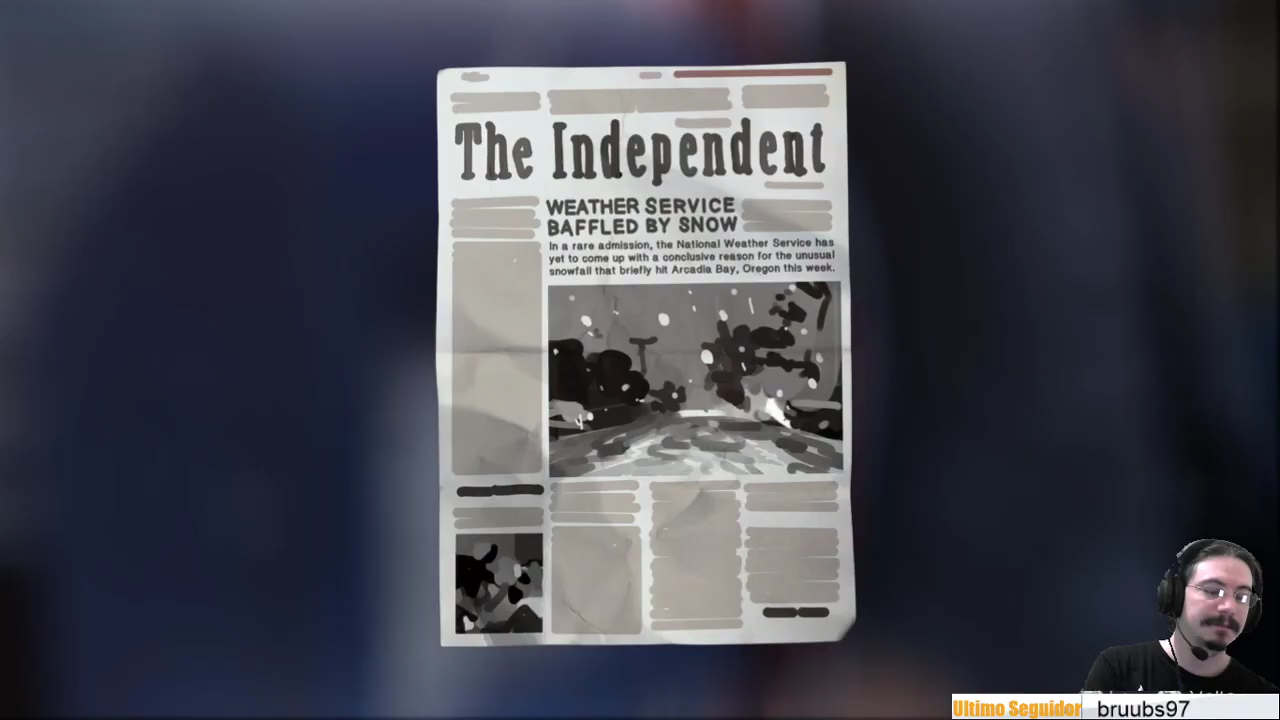 The Independent
WEATHER SERVICE
BAFFLED BY SNOW
In a rare admission, the National Weather Service has
yet to come up with a conclusive reason for the unusual
snowfall that briefly hit Arcadia Bay, Oregon this week.
Ultimo Seguidor bruubs97